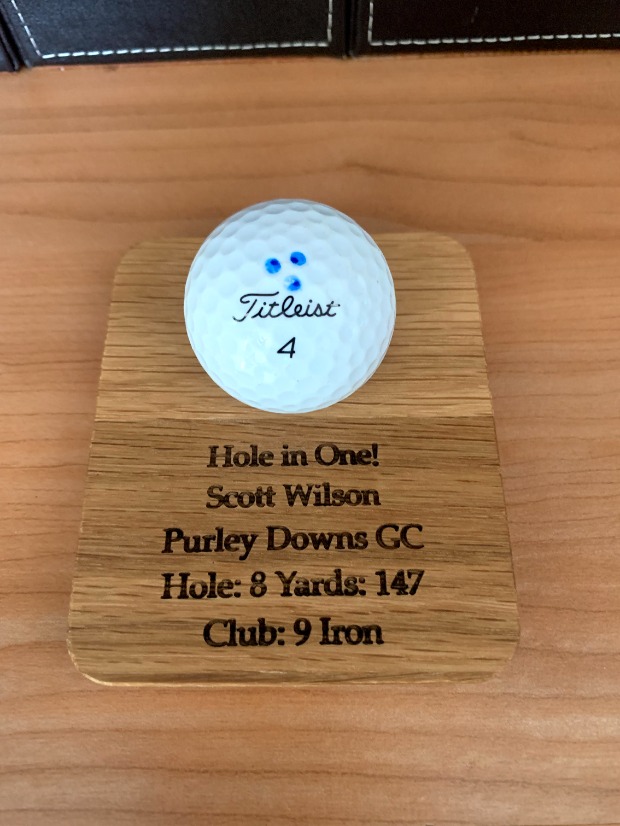 Titleist
4
Hole in One!
Scott Wilson
Purley Downs GC
Hole: 8 Yards: 147
Club: 9 Iron